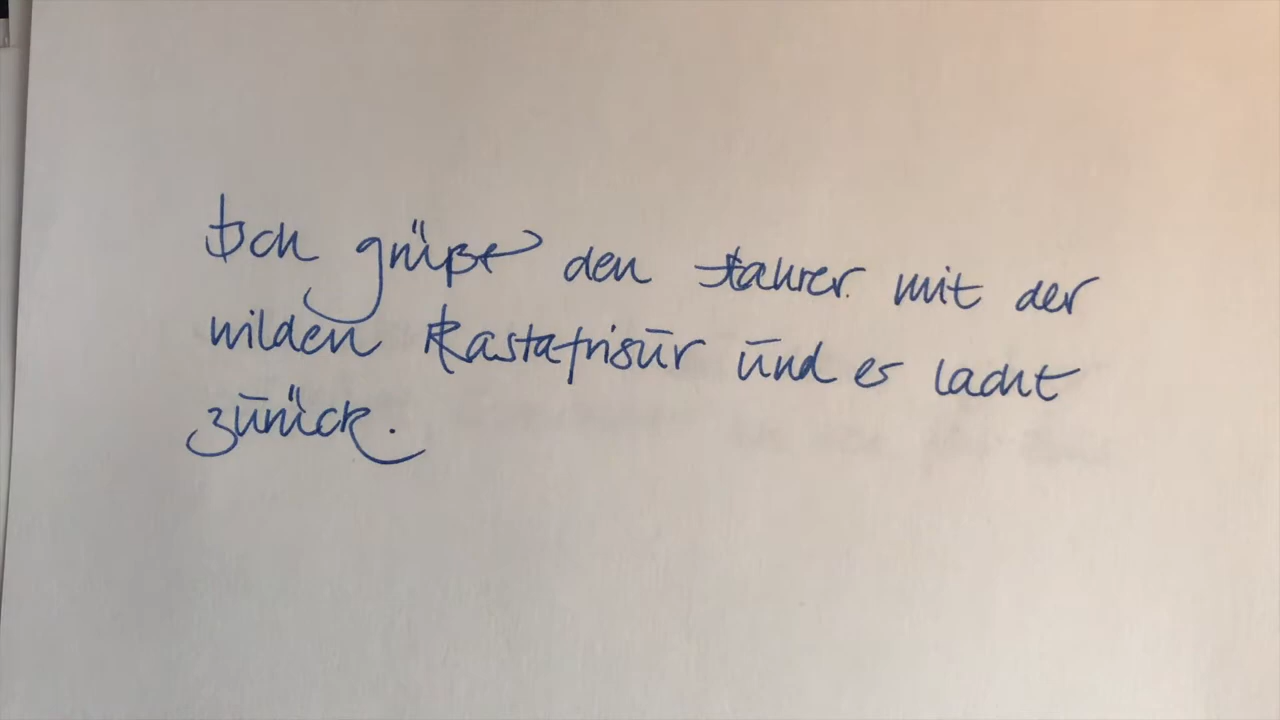 Ich grüße den Fahrer mit der
wilden Rastafrisur und er lacht
zurück.